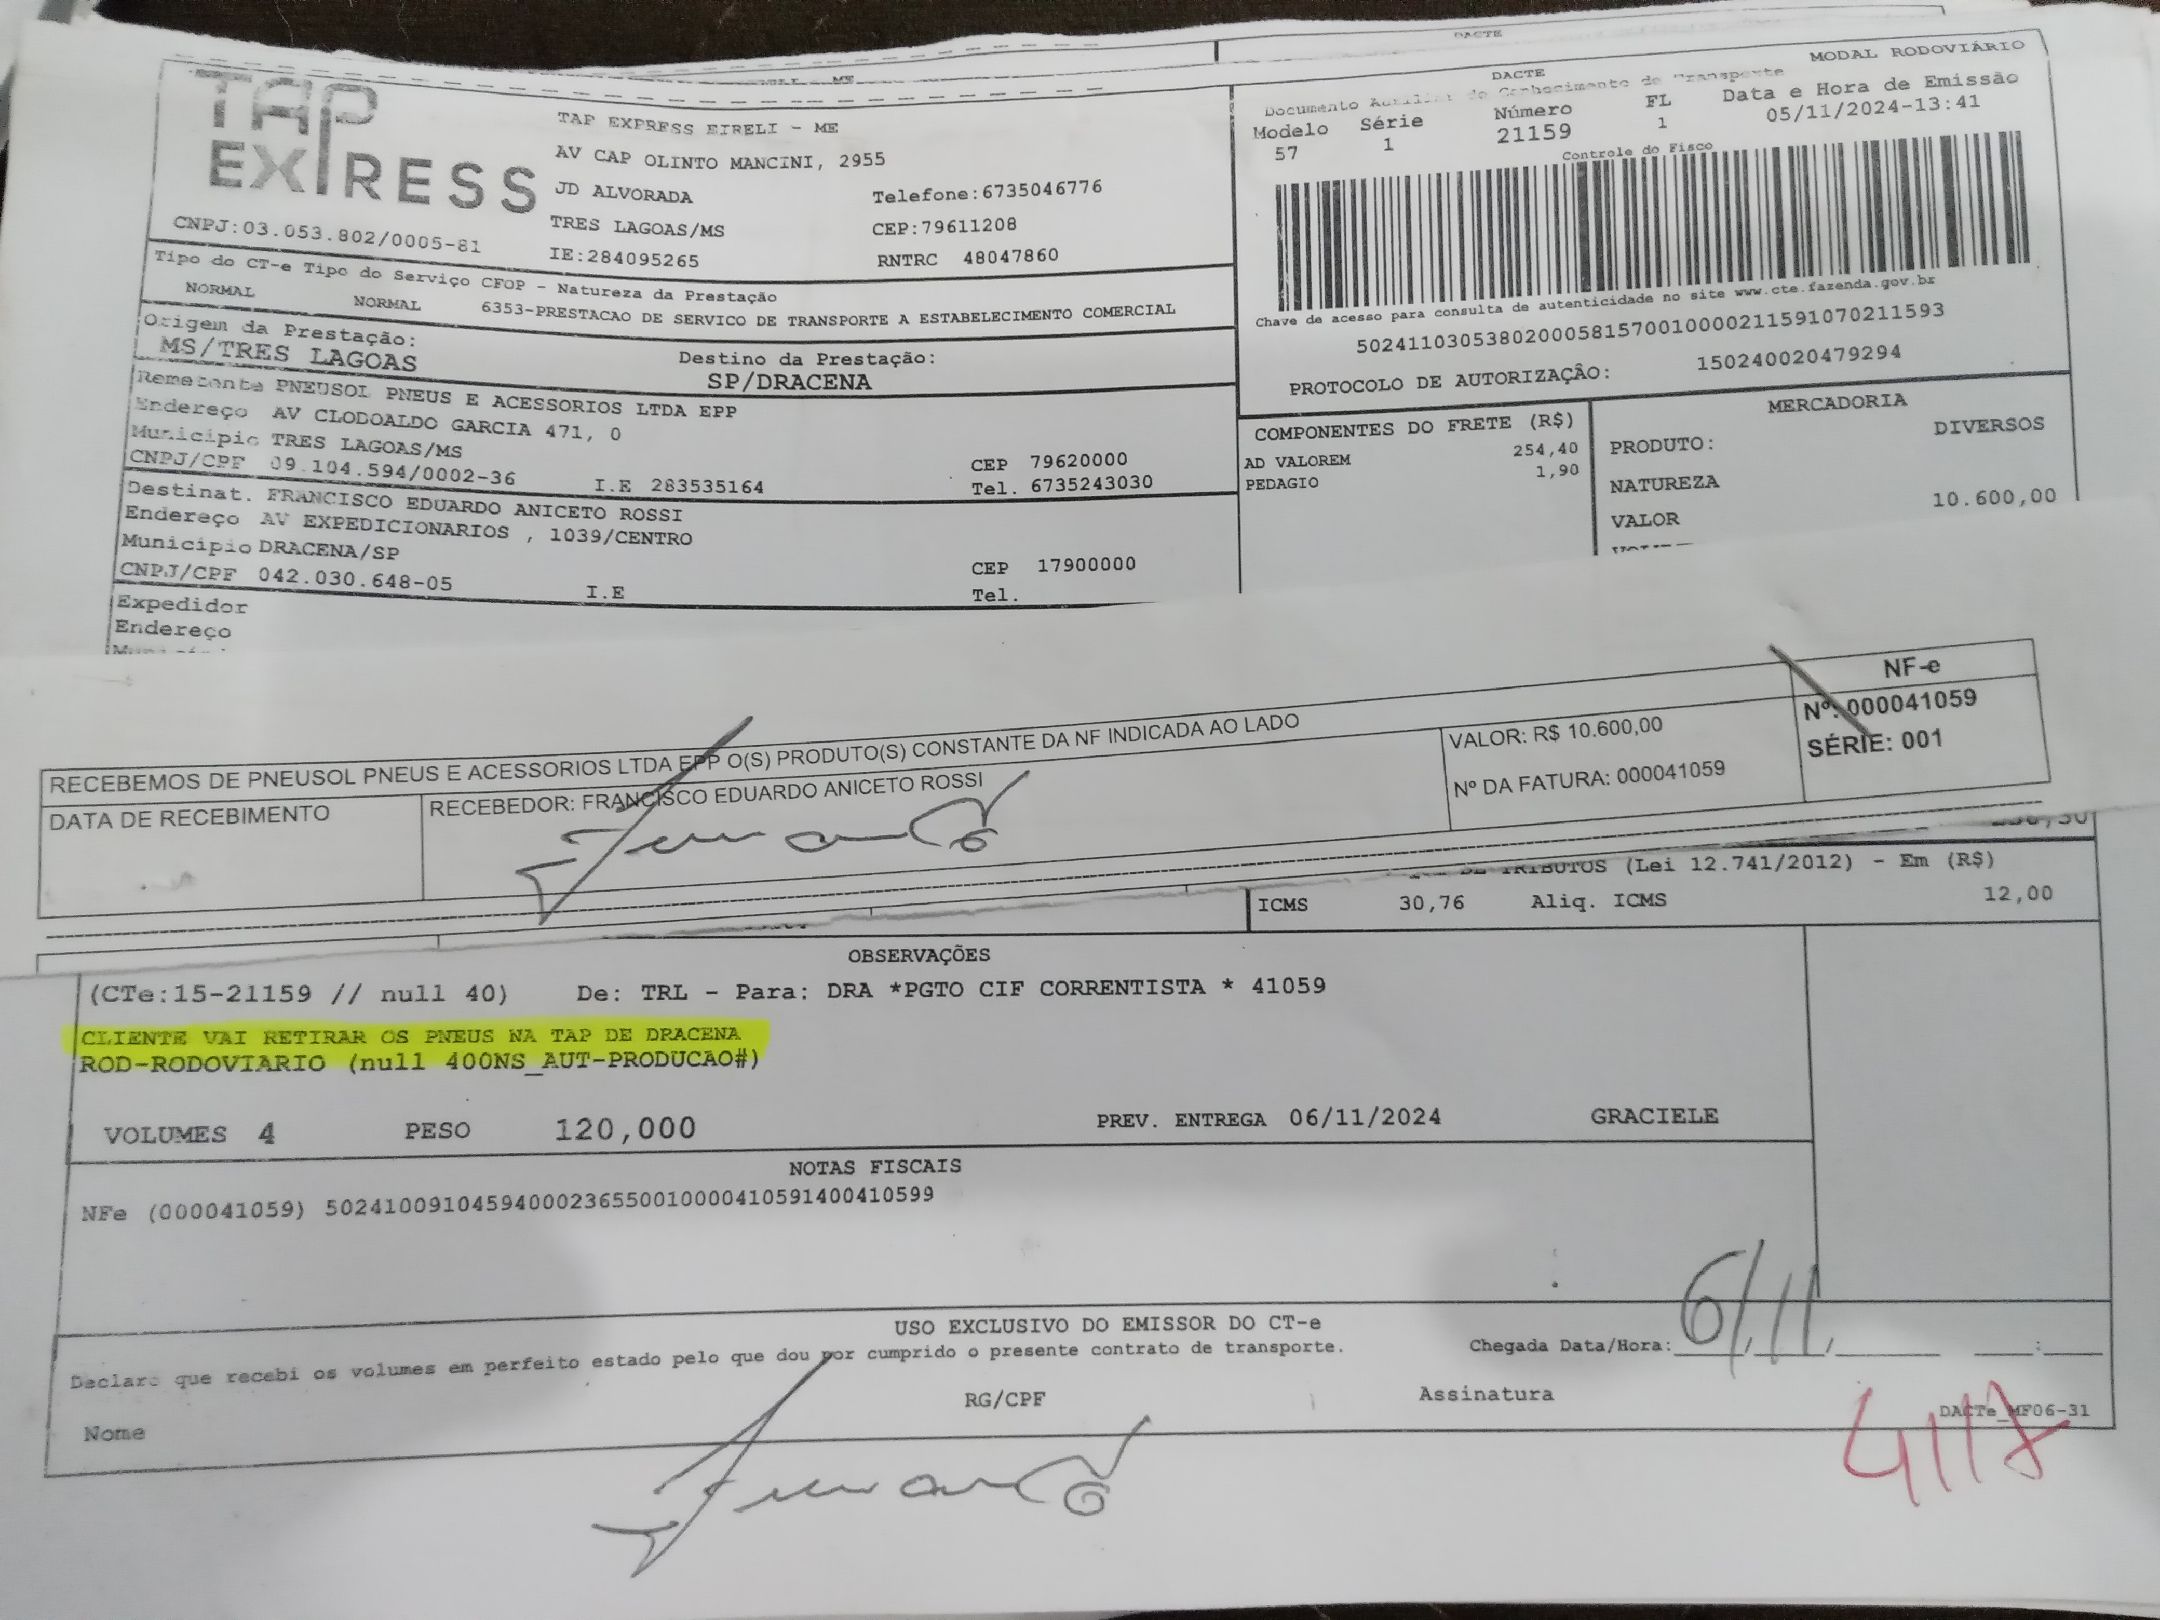 DACTE
TAP EXPRESS
CNPJ:03.053.802/0005-81
TAP EXPRESS EIRELI - ME
AV CAP OLINTO MANCINI, 2955
JD ALVORADA Telefone:6735046776
TRES LAGOAS/MS CEP:79611208
IE:284095265 RNTRC 48047860
MODAL RODOVIÁRIO
DACTE
Documento Auxiliar do Conhecimento de Transporte
Modelo Série Número FL Data e Hora de Emissão
57 1 21159 1 05/11/2024-13:41
Controle do Fisco
Chave de acesso para consulta de autenticidade no site www.cte.fazenda.gov.br
50241103053802000581570010000211591070211593
PROTOCOLO DE AUTORIZAÇÃO: 150240020479294
Tipo do CT-e Tipo do Serviço CFOP - Natureza da Prestação
NORMAL NORMAL 6353-PRESTACAO DE SERVICO DE TRANSPORTE A ESTABELECIMENTO COMERCIAL
Origem da Prestação: Destino da Prestação:
MS/TRES LAGOAS SP/DRACENA
Remetente PNEUSOL PNEUS E ACESSORIOS LTDA EPP
Endereço AV CLODOALDO GARCIA 471, 0
Município TRES LAGOAS/MS CEP 79620000
CNPJ/CPF 09.104.594/0002-36 I.E 283535164 Tel. 6735243030
Destinat. FRANCISCO EDUARDO ANICETO ROSSI
Endereço AV EXPEDICIONARIOS , 1039/CENTRO
Município DRACENA/SP CEP 17900000
CNPJ/CPF 042.030.648-05 I.E Tel.
Expedidor
Endereço
COMPONENTES DO FRETE (R$)
AD VALOREM 254,40
PEDAGIO 1,90
MERCADORIA
PRODUTO: DIVERSOS
NATUREZA
VALOR 10.600,00
RECEBEMOS DE PNEUSOL PNEUS E ACESSORIOS LTDA EPP O(S) PRODUTO(S) CONSTANTE DA NF INDICADA AO LADO
DATA DE RECEBIMENTO
RECEBEDOR: FRANCISCO EDUARDO ANICETO ROSSI
VALOR: R$ 10.600,00
Nº DA FATURA: 000041059
NF-e
Nº: 000041059
SÉRIE: 001
DE TRIBUTOS (Lei 12.741/2012) - Em (R$)
ICMS 30,76 Aliq. ICMS 12,00
OBSERVAÇÕES
(CTe:15-21159 // null 40) De: TRL - Para: DRA *PGTO CIF CORRENTISTA * 41059
CLIENTE VAI RETIRAR OS PNEUS NA TAP DE DRACENA
ROD-RODOVIARIO (null 400NS_AUT-PRODUCAO#)
VOLUMES 4 PESO 120,000 PREV. ENTREGA 06/11/2024 GRACIELE
NOTAS FISCAIS
NFe (000041059) 50241009104594000236550010000410591400410599
USO EXCLUSIVO DO EMISSOR DO CT-e
Declaro que recebi os volumes em perfeito estado pelo que dou por cumprido o presente contrato de transporte.
Chegada Data/Hora: 6/11/
Nome RG/CPF Assinatura
DACTe_MF06-31